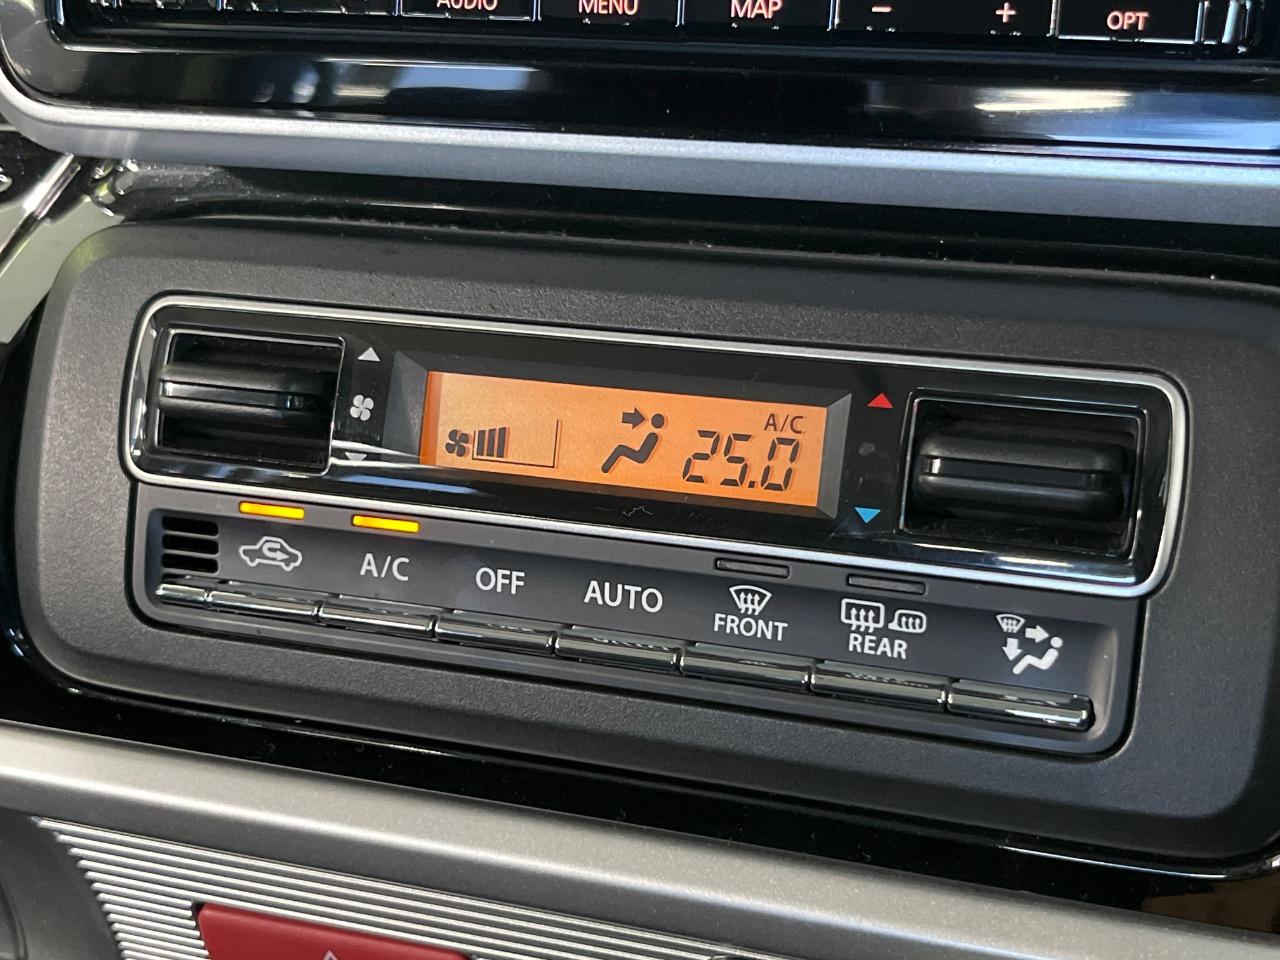 AUDIO
MENU
MAP
− +
OPT
A/C
25.0
A/C
OFF
AUTO
FRONT
REAR